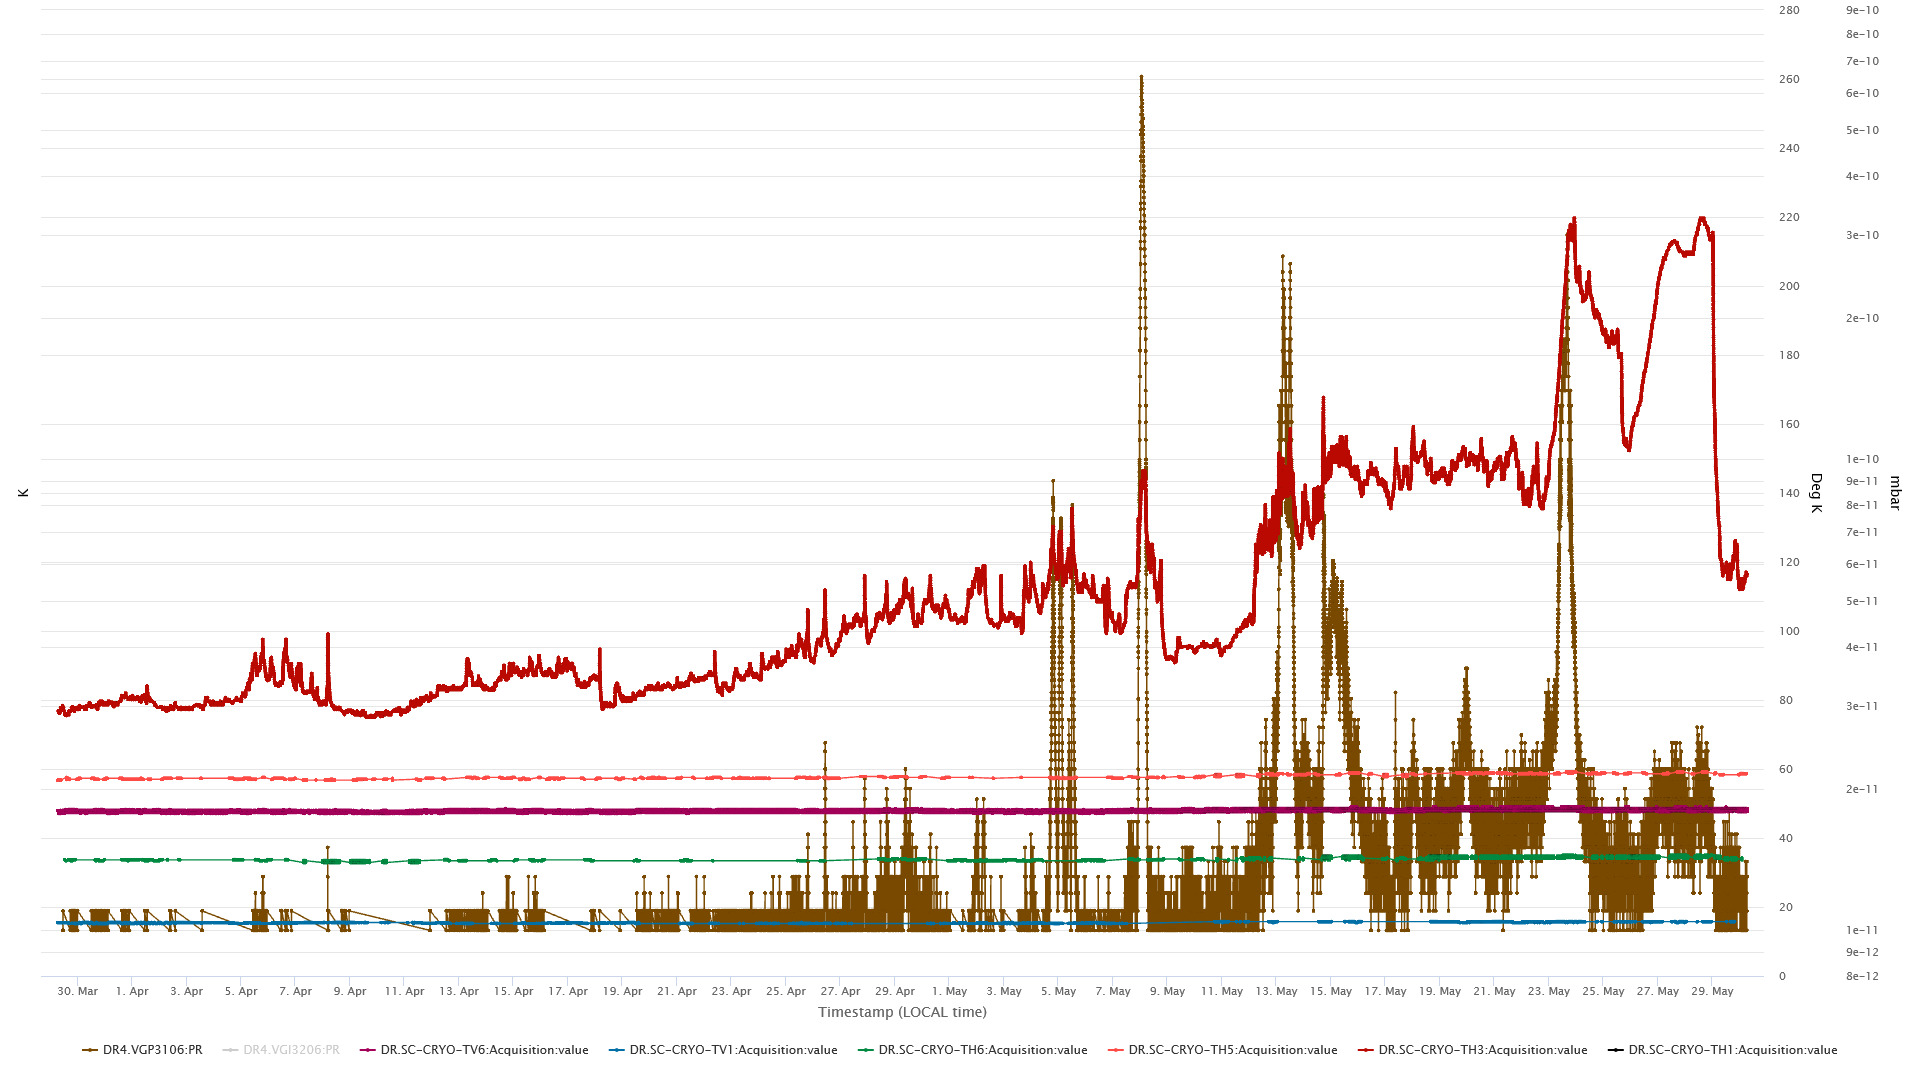 280
260
240
220
200
180
160
140
120
100
80
60
40
20
0
9e-10
8e-10
7e-10
6e-10
5e-10
4e-10
3e-10
2e-10
1e-10
9e-11
8e-11
7e-11
6e-11
5e-11
4e-11
3e-11
2e-11
1e-11
9e-12
8e-12
K
Deg K
mbar
30. Mar 1. Apr 3. Apr 5. Apr 7. Apr 9. Apr 11. Apr 13. Apr 15. Apr 17. Apr 19. Apr 21. Apr 23. Apr 25. Apr 27. Apr 29. Apr 1. May 3. May 5. May 7. May 9. May 11. May 13. May 15. May 17. May 19. May 21. May 23. May 25. May 27. May 29. May
Timestamp (LOCAL time)
DR4.VGP3106:PR DR4.VGI3206:PR DR.SC-CRYO-TV6:Acquisition:value DR.SC-CRYO-TV1:Acquisition:value DR.SC-CRYO-TH6:Acquisition:value DR.SC-CRYO-TH5:Acquisition:value DR.SC-CRYO-TH3:Acquisition:value DR.SC-CRYO-TH1:Acquisition:value